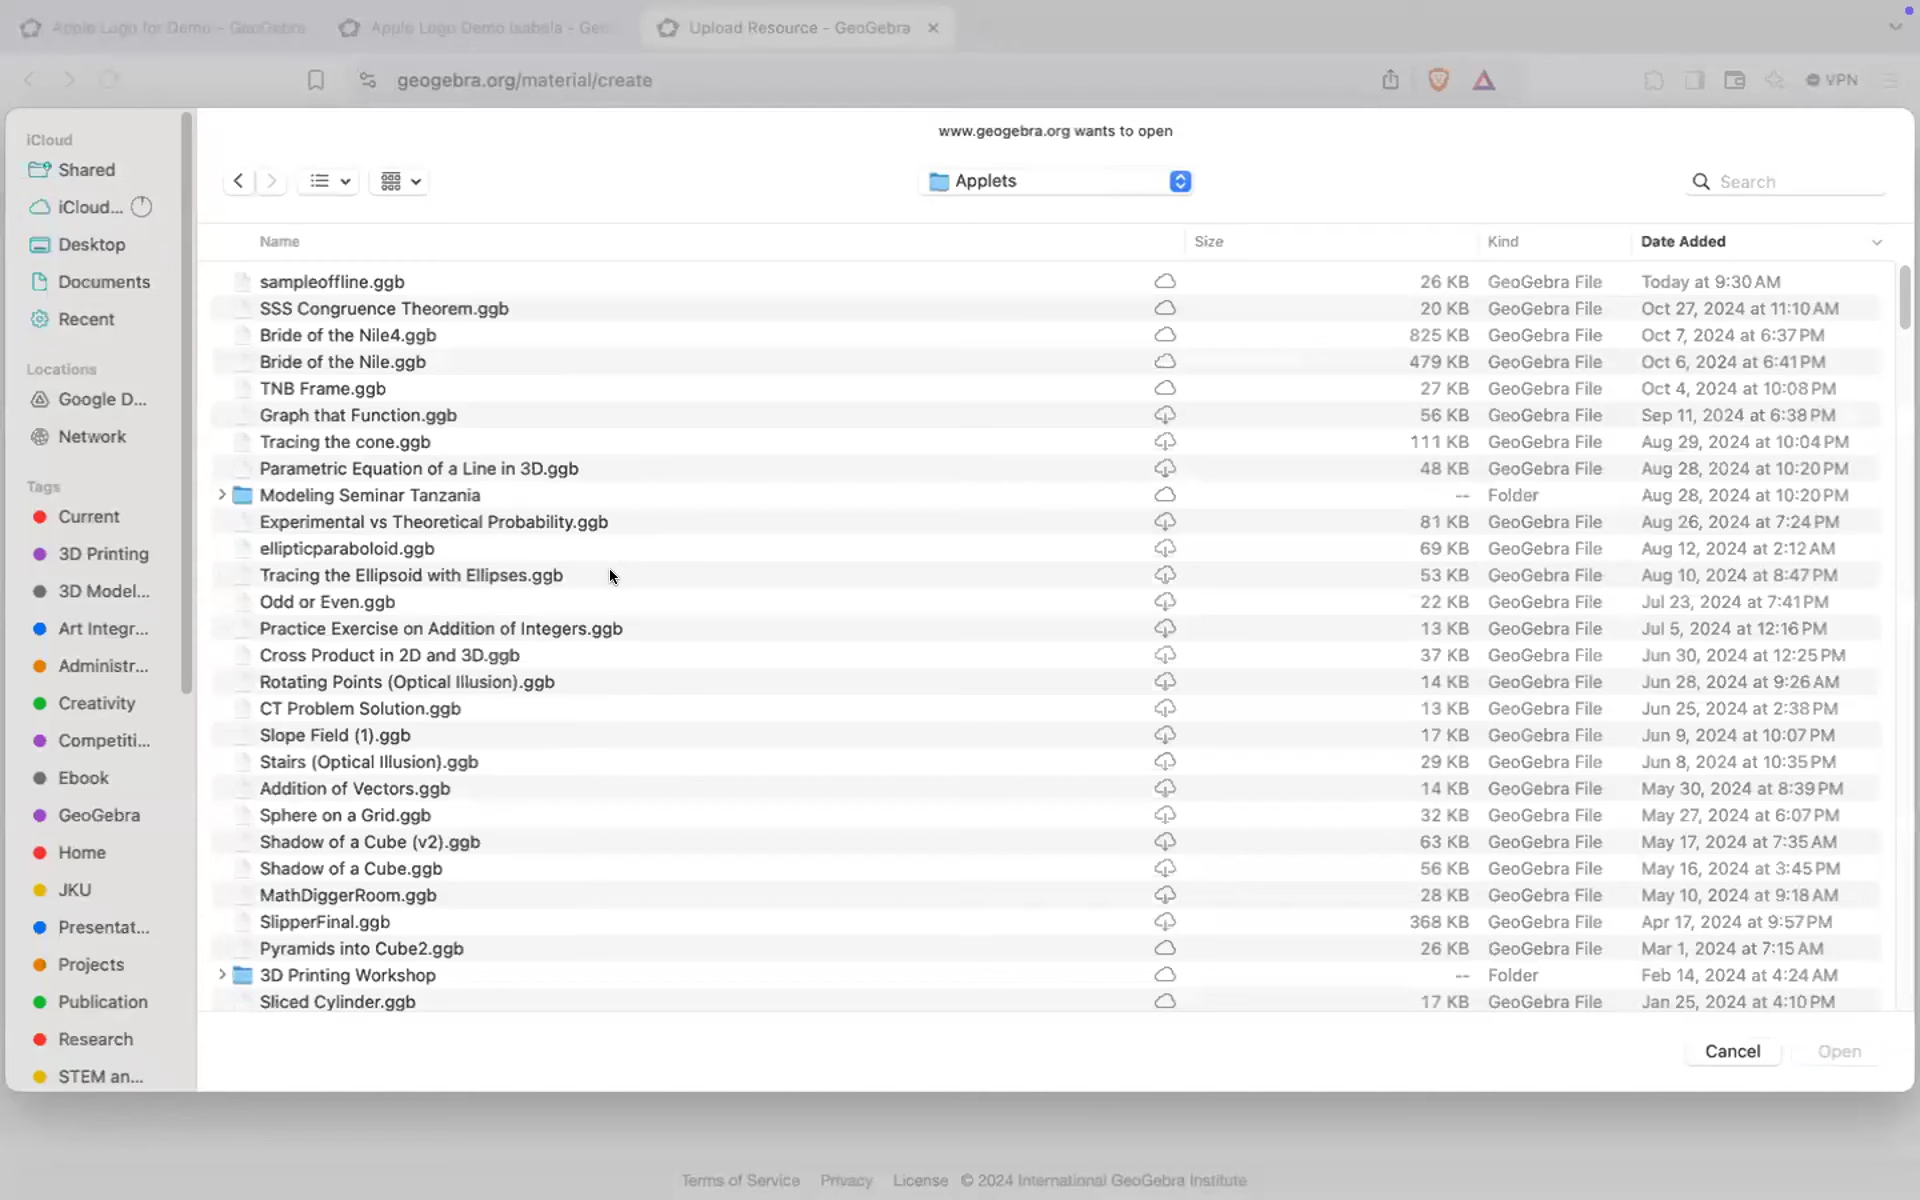 Apple Logo for Demo - GeoGebra
Apple Logo Demo Isabela - Ge
Upload Resource - GeoGebra
geogebra.org/material/create
VPN
www.geogebra.org wants to open
iCloud
Shared
iCloud...
Desktop
Documents
Recent
Locations
Google D...
Network
Tags
Current
3D Printing
3D Model...
Art Integr...
Administr...
Creativity
Competiti...
Ebook
GeoGebra
Home
JKU
Presentat...
Projects
Publication
Research
STEM an...
Applets
Search
Name Size Kind Date Added
sampleoffline.ggb 26 KB GeoGebra File Today at 9:30 AM
SSS Congruence Theorem.ggb 20 KB GeoGebra File Oct 27, 2024 at 11:10 AM
Bride of the Nile4.ggb 825 KB GeoGebra File Oct 7, 2024 at 6:37 PM
Bride of the Nile.ggb 479 KB GeoGebra File Oct 6, 2024 at 6:41 PM
TNB Frame.ggb 27 KB GeoGebra File Oct 4, 2024 at 10:08 PM
Graph that Function.ggb 56 KB GeoGebra File Sep 11, 2024 at 6:38 PM
Tracing the cone.ggb 111 KB GeoGebra File Aug 29, 2024 at 10:04 PM
Parametric Equation of a Line in 3D.ggb 48 KB GeoGebra File Aug 28, 2024 at 10:20 PM
Modeling Seminar Tanzania -- Folder Aug 28, 2024 at 10:20 PM
Experimental vs Theoretical Probability.ggb 81 KB GeoGebra File Aug 26, 2024 at 7:24 PM
ellipticparaboloid.ggb 69 KB GeoGebra File Aug 12, 2024 at 2:12 AM
Tracing the Ellipsoid with Ellipses.ggb 53 KB GeoGebra File Aug 10, 2024 at 8:47 PM
Odd or Even.ggb 22 KB GeoGebra File Jul 23, 2024 at 7:41 PM
Practice Exercise on Addition of Integers.ggb 13 KB GeoGebra File Jul 5, 2024 at 12:16 PM
Cross Product in 2D and 3D.ggb 37 KB GeoGebra File Jun 30, 2024 at 12:25 PM
Rotating Points (Optical Illusion).ggb 14 KB GeoGebra File Jun 28, 2024 at 9:26 AM
CT Problem Solution.ggb 13 KB GeoGebra File Jun 25, 2024 at 2:38 PM
Slope Field (1).ggb 17 KB GeoGebra File Jun 9, 2024 at 10:07 PM
Stairs (Optical Illusion).ggb 29 KB GeoGebra File Jun 8, 2024 at 10:35 PM
Addition of Vectors.ggb 14 KB GeoGebra File May 30, 2024 at 8:39 PM
Sphere on a Grid.ggb 32 KB GeoGebra File May 27, 2024 at 6:07 PM
Shadow of a Cube (v2).ggb 63 KB GeoGebra File May 17, 2024 at 7:35 AM
Shadow of a Cube.ggb 56 KB GeoGebra File May 16, 2024 at 3:45 PM
MathDiggerRoom.ggb 28 KB GeoGebra File May 10, 2024 at 9:18 AM
SlipperFinal.ggb 368 KB GeoGebra File Apr 17, 2024 at 9:57 PM
Pyramids into Cube2.ggb 26 KB GeoGebra File Mar 1, 2024 at 7:15 AM
3D Printing Workshop -- Folder Feb 14, 2024 at 4:24 AM
Sliced Cylinder.ggb 17 KB GeoGebra File Jan 25, 2024 at 4:10 PM
Cancel Open
Terms of Service Privacy License © 2024 International GeoGebra Institute